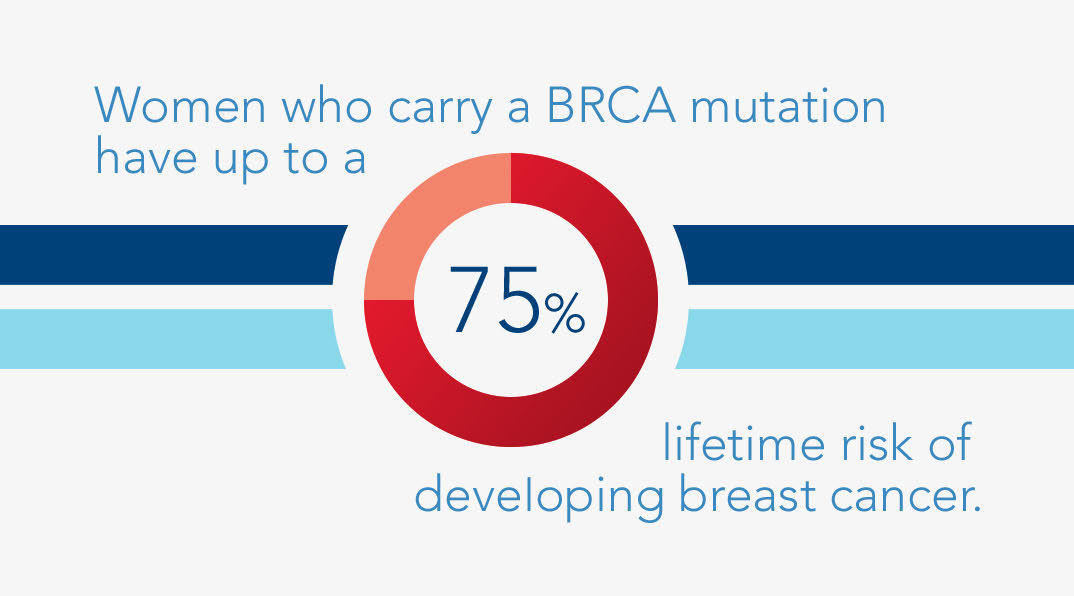 Women who carry a BRCA mutation
have up to a
75%
lifetime risk of
developing breast cancer.